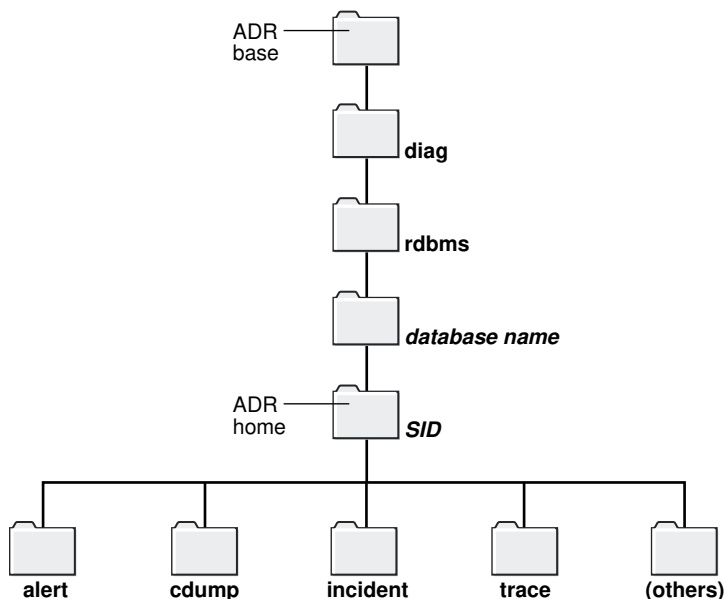 ADR
base
diag
rdbms
database name
ADR
home
SID
alert
cdump
incident
trace
(others)